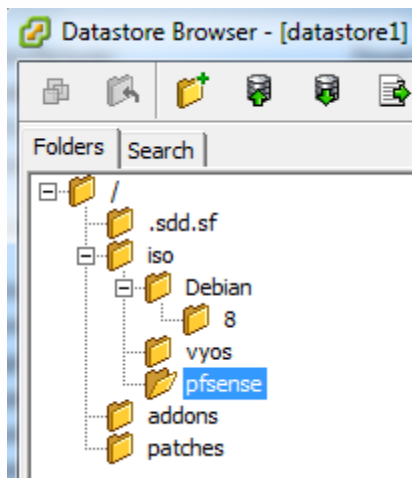 Datastore Browser - [datastore1]
Folders Search
/
.sdd.sf
iso
Debian
8
vyos
pfsense
addons
patches